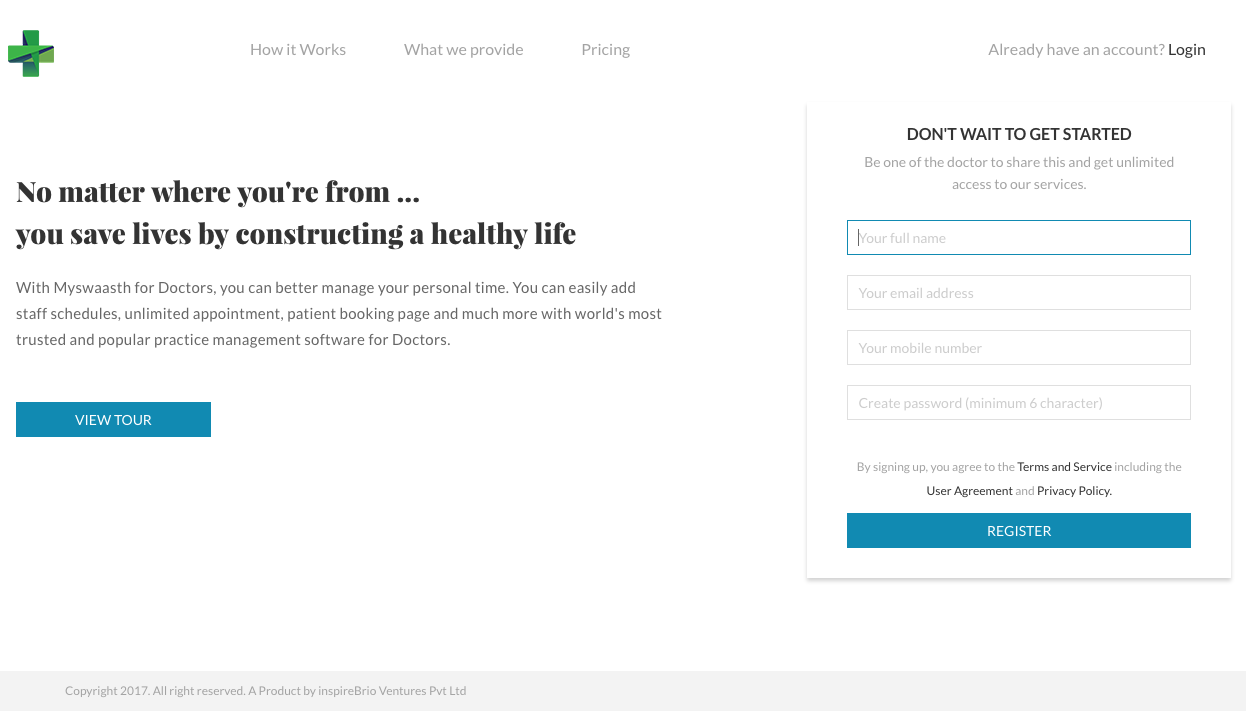 How it Works
What we provide
Pricing
Already have an account? Login
No matter where you're from ...
you save lives by constructing a healthy life
With Myswaasth for Doctors, you can better manage your personal time. You can easily add
staff schedules, unlimited appointment, patient booking page and much more with world's most
trusted and popular practice management software for Doctors.
VIEW TOUR
DON'T WAIT TO GET STARTED
Be one of the doctor to share this and get unlimited
access to our services.
Your full name
Your email address
Your mobile number
Create password (minimum 6 character)
By signing up, you agree to the Terms and Service including the
User Agreement and Privacy Policy.
REGISTER
Copyright 2017. All right reserved. A Product by inspireBrio Ventures Pvt Ltd